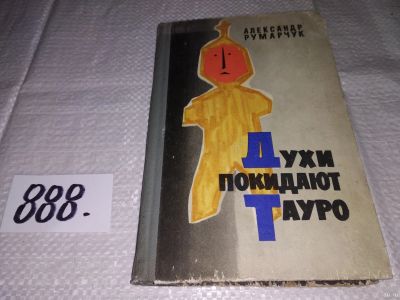 АЛЕКСАНДР
РУМАРЧУК
ДУХИ
ПОКИДАЮТ
ТАУРО
888.